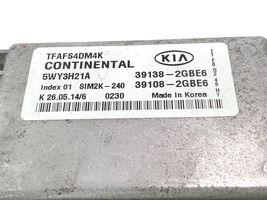 TFAFS4DM4K
CONTINENTAL KIA
5WY3H21A 39138-2GBE6
Index 01 SIM2K-240 39108-2GBE6
K 26.05.14/6 0230 Made in Korea